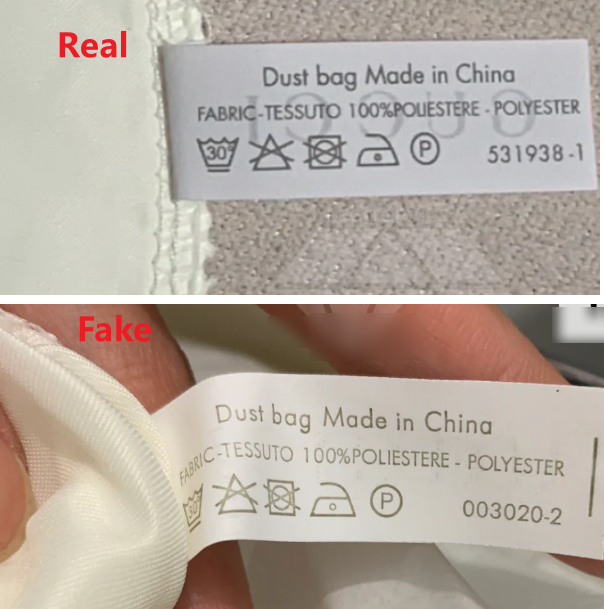 Real
Dust bag Made in China
FABRIC-TESSUTO 100%POLIESTERE - POLYESTER
30°
P
531938-1
Fake
Dust bag Made in China
FABRIC-TESSUTO 100%POLIESTERE - POLYESTER
30°
P
003020-2